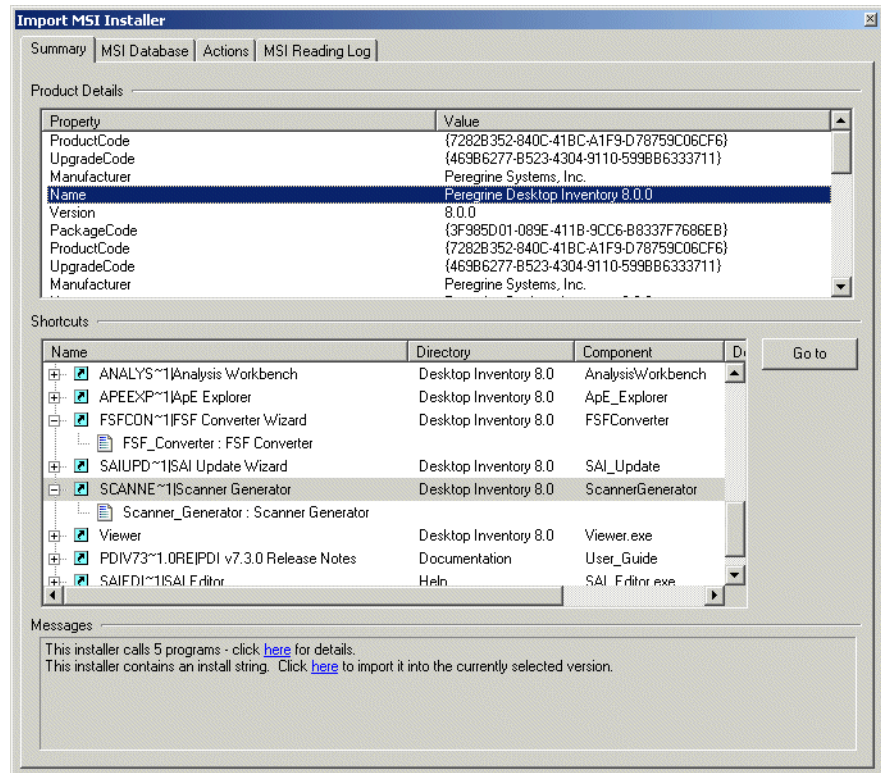 Import MSI Installer
Summary MSI Database Actions MSI Reading Log
Product Details
Property Value
ProductCode {7282B352-840C-41BC-A1F9-D78759C06CF6}
UpgradeCode {469B6277-B523-4304-9110-599BB6333711}
Manufacturer Peregrine Systems, Inc.
Name Peregrine Desktop Inventory 8.0.0
Version 8.0.0
PackageCode {3F985D01-089E-411B-9CC6-B8337F7686EB}
ProductCode {7282B352-840C-41BC-A1F9-D78759C06CF6}
UpgradeCode {469B6277-B523-4304-9110-599BB6333711}
Manufacturer Peregrine Systems, Inc.
Shortcuts
Name Directory Component Go to
ANALYS~1|Analysis Workbench Desktop Inventory 8.0 AnalysisWorkbench
APEEXP~1|ApE Explorer Desktop Inventory 8.0 ApE_Explorer
FSFCON~1|FSF Converter Wizard Desktop Inventory 8.0 FSFConverter
FSF_Converter : FSF Converter
SAIUPD~1|SAI Update Wizard Desktop Inventory 8.0 SAI_Update
SCANNE~1|Scanner Generator Desktop Inventory 8.0 ScannerGenerator
Scanner_Generator : Scanner Generator
Viewer Desktop Inventory 8.0 Viewer.exe
PDIV73~1.0RE|PDI v7.3.0 Release Notes Documentation User_Guide
SAIEDI~1|SAI Editor Help SAI_Editor.exe
Messages
This installer calls 5 programs - click here for details.
This installer contains an install string. Click here to import it into the currently selected version.